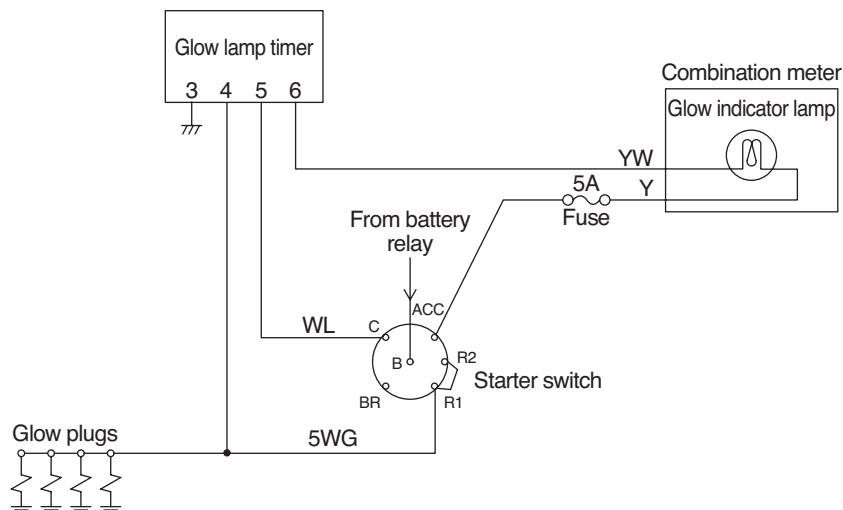 Glow lamp timer
3 4 5 6
Combination meter
Glow indicator lamp
YW
5A
Y
Fuse
From battery
relay
ACC
C
WL
B
R2
Starter switch
BR
R1
Glow plugs
5WG